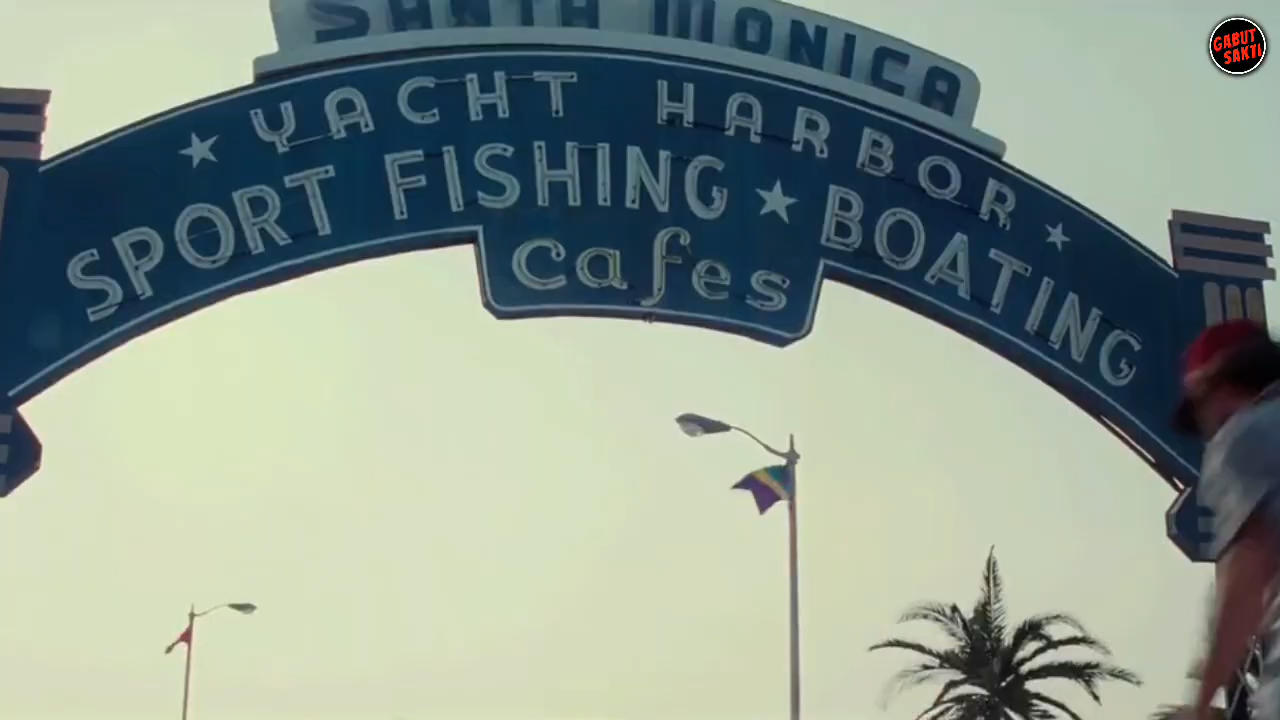 SANTA MONICA
YACHT HARBOR
SPORT FISHING BOATING
cafes
GABUT
SAKTI